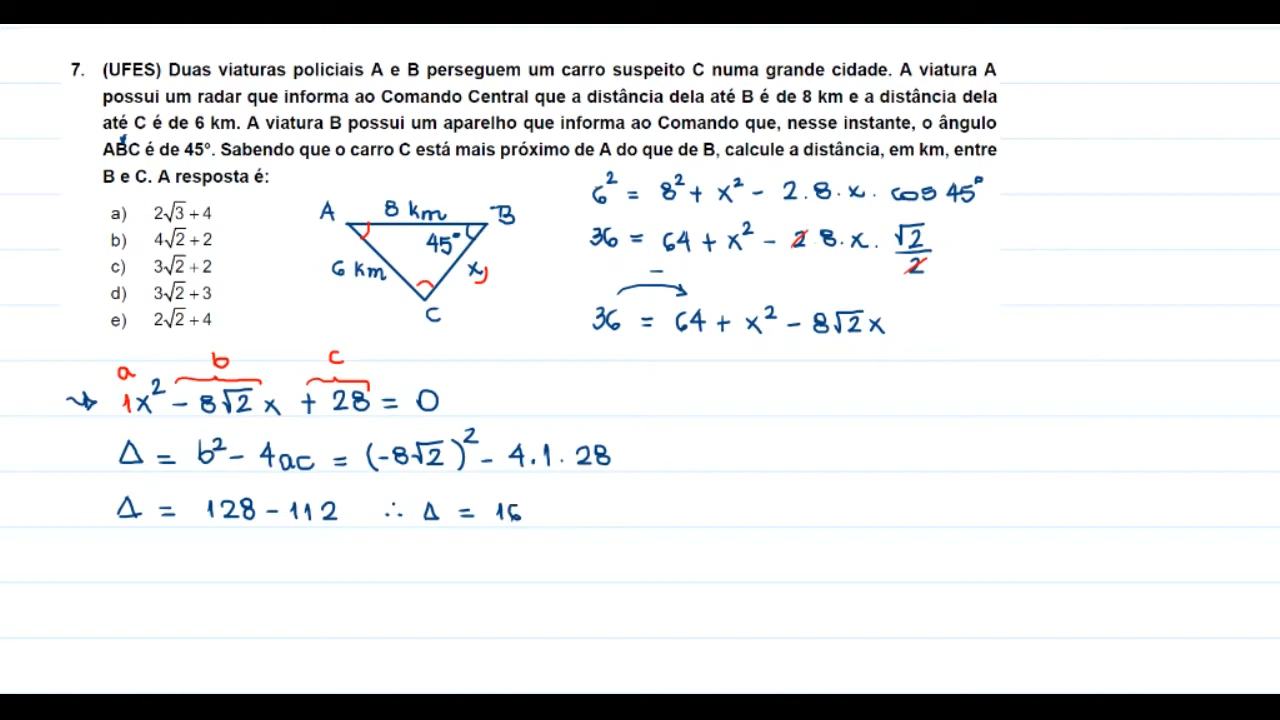 7. (UFES) Duas viaturas policiais A e B perseguem um carro suspeito C numa grande cidade. A viatura A
possui um radar que informa ao Comando Central que a distância dela até B é de 8 km e a distância dela
até C é de 6 km. A viatura B possui um aparelho que informa ao Comando que, nesse instante, o ângulo
ABC é de 45°. Sabendo que o carro C está mais próximo de A do que de B, calcule a distância, em km, entre
B e C. A resposta é:
a) 2√3 + 4
b) 4√2 + 2
c) 3√2 + 2
d) 3√2 + 3
e) 2√2 + 4
A 8 km B
45°
6 km x
C
6² = 8² + x² - 2.8.x. cos 45°
36 = 64 + x² - 2 8.x. √2/2
-
36 = 64 + x² - 8√2 x
a b c
1x² - 8√2 x + 28 = 0
Δ = b² - 4ac = (-8√2)² - 4.1.28
Δ = 128 - 112 ∴ Δ = 16